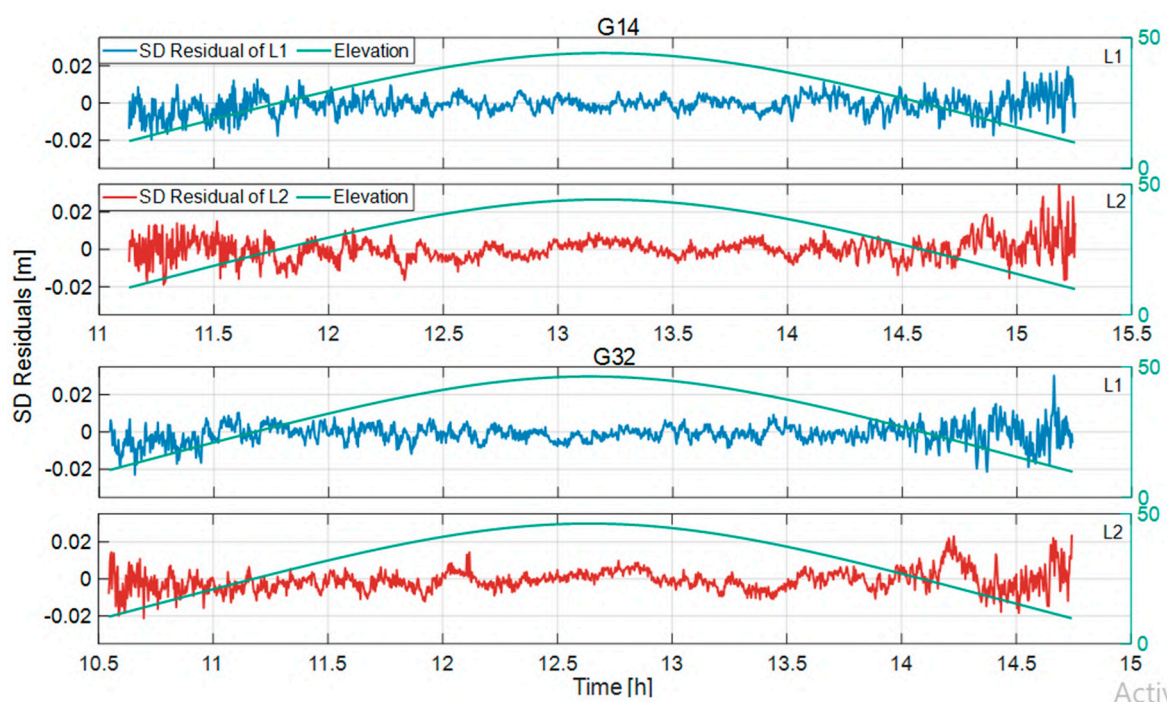 G14
SD Residual of L1 Elevation L1 50
0.02
0
-0.02
0
SD Residual of L2 Elevation L2 50
0.02
0
-0.02
0
11 11.5 12 12.5 13 13.5 14 14.5 15 15.5
G32
SD Residuals [m]
L1 50
0.02
0
-0.02
0
L2 50
0.02
0
-0.02
0
10.5 11 11.5 12 12.5 13 13.5 14 14.5 15
Time [h]
Activ